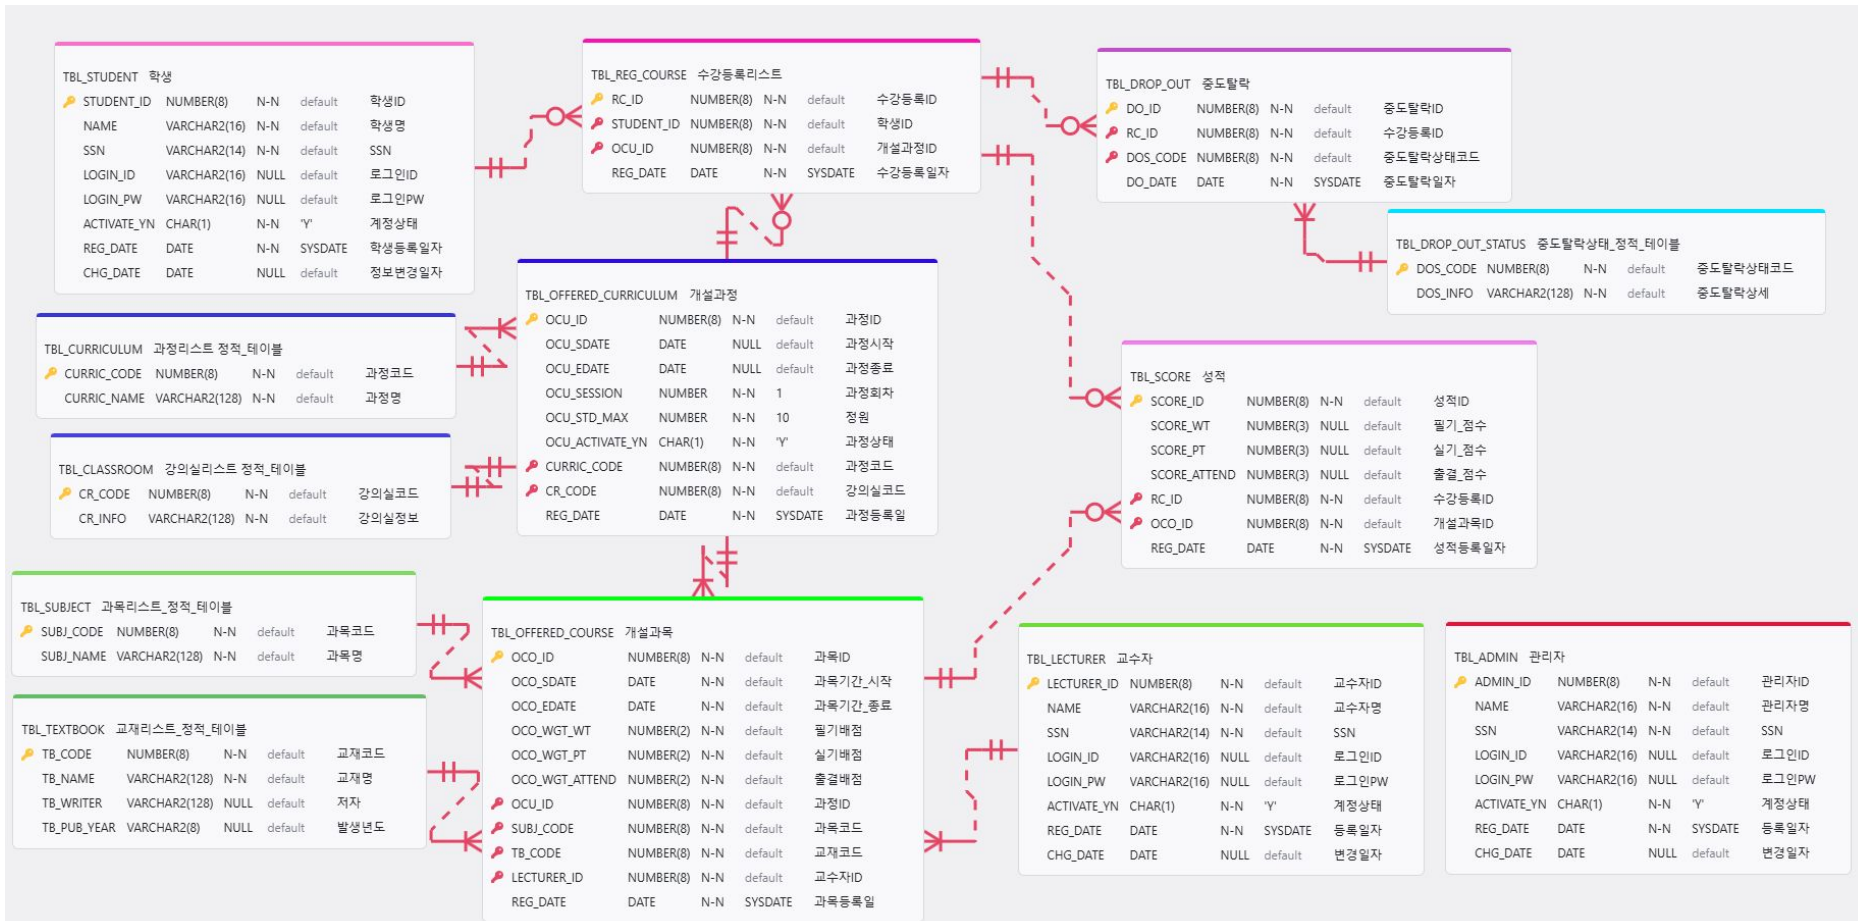 TBL_STUDENT 학생
STUDENT_ID NUMBER(8) N-N default 학생ID
NAME VARCHAR2(16) N-N default 학생명
SSN VARCHAR2(14) N-N default SSN
LOGIN_ID VARCHAR2(16) NULL default 로그인ID
LOGIN_PW VARCHAR2(16) NULL default 로그인PW
ACTIVATE_YN CHAR(1) N-N 'Y' 계정상태
REG_DATE DATE N-N SYSDATE 학생등록일자
CHG_DATE DATE NULL default 정보변경일자
TBL_REG_COURSE 수강등록리스트
RC_ID NUMBER(8) N-N default 수강등록ID
STUDENT_ID NUMBER(8) N-N default 학생ID
OCU_ID NUMBER(8) N-N default 개설과정ID
REG_DATE DATE N-N SYSDATE 수강등록일자
TBL_DROP_OUT 중도탈락
DO_ID NUMBER(8) N-N default 중도탈락ID
RC_ID NUMBER(8) N-N default 수강등록ID
DOS_CODE NUMBER(8) N-N default 중도탈락상태코드
DO_DATE DATE N-N SYSDATE 중도탈락일자
TBL_DROP_OUT_STATUS 중도탈락상태_정적_테이블
DOS_CODE NUMBER(8) N-N default 중도탈락상태코드
DOS_INFO VARCHAR2(128) N-N default 중도탈락상세
TBL_CURRICULUM 과정리스트 정적_테이블
CURRIC_CODE NUMBER(8) N-N default 과정코드
CURRIC_NAME VARCHAR2(128) N-N default 과정명
TBL_OFFERED_CURRICULUM 개설과정
OCU_ID NUMBER(8) N-N default 과정ID
OCU_SDATE DATE NULL default 과정시작
OCU_EDATE DATE NULL default 과정종료
OCU_SESSION NUMBER N-N 1 과정회차
OCU_STD_MAX NUMBER N-N 10 정원
OCU_ACTIVATE_YN CHAR(1) N-N 'Y' 과정상태
CURRIC_CODE NUMBER(8) N-N default 과정코드
CR_CODE NUMBER(8) N-N default 강의실코드
REG_DATE DATE N-N SYSDATE 과정등록일
TBL_CLASSROOM 강의실리스트 정적_테이블
CR_CODE NUMBER(8) N-N default 강의실코드
CR_INFO VARCHAR2(128) N-N default 강의실정보
TBL_SCORE 성적
SCORE_ID NUMBER(8) N-N default 성적ID
SCORE_WT NUMBER(3) NULL default 필기_점수
SCORE_PT NUMBER(3) NULL default 실기_점수
SCORE_ATTEND NUMBER(3) NULL default 출결_점수
RC_ID NUMBER(8) N-N default 수강등록ID
OCO_ID NUMBER(8) N-N default 개설과목ID
REG_DATE DATE N-N SYSDATE 성적등록일자
TBL_SUBJECT 과목리스트_정적_테이블
SUBJ_CODE NUMBER(8) N-N default 과목코드
SUBJ_NAME VARCHAR2(128) N-N default 과목명
TBL_TEXTBOOK 교재리스트_정적_테이블
TB_CODE NUMBER(8) N-N default 교재코드
TB_NAME VARCHAR2(128) N-N default 교재명
TB_WRITER VARCHAR2(128) NULL default 저자
TB_PUB_YEAR VARCHAR2(8) NULL default 발생년도
TBL_OFFERED_COURSE 개설과목
OCO_ID NUMBER(8) N-N default 과목ID
OCO_SDATE DATE N-N default 과목기간_시작
OCO_EDATE DATE N-N default 과목기간_종료
OCO_WGT_WT NUMBER(2) N-N default 필기배점
OCO_WGT_PT NUMBER(2) N-N default 실기배점
OCO_WGT_ATTEND NUMBER(2) N-N default 출결배점
OCU_ID NUMBER(8) N-N default 과정ID
SUBJ_CODE NUMBER(8) N-N default 과목코드
TB_CODE NUMBER(8) N-N default 교재코드
LECTURER_ID NUMBER(8) N-N default 교수자ID
REG_DATE DATE N-N SYSDATE 과목등록일
TBL_LECTURER 교수자
LECTURER_ID NUMBER(8) N-N default 교수자ID
NAME VARCHAR2(16) N-N default 교수자명
SSN VARCHAR2(14) N-N default SSN
LOGIN_ID VARCHAR2(16) NULL default 로그인ID
LOGIN_PW VARCHAR2(16) NULL default 로그인PW
ACTIVATE_YN CHAR(1) N-N 'Y' 계정상태
REG_DATE DATE N-N SYSDATE 등록일자
CHG_DATE DATE NULL default 변경일자
TBL_ADMIN 관리자
ADMIN_ID NUMBER(8) N-N default 관리자ID
NAME VARCHAR2(16) N-N default 관리자명
SSN VARCHAR2(14) N-N default SSN
LOGIN_ID VARCHAR2(16) NULL default 로그인ID
LOGIN_PW VARCHAR2(16) NULL default 로그인PW
ACTIVATE_YN CHAR(1) N-N 'Y' 계정상태
REG_DATE DATE N-N SYSDATE 등록일자
CHG_DATE DATE NULL default 변경일자